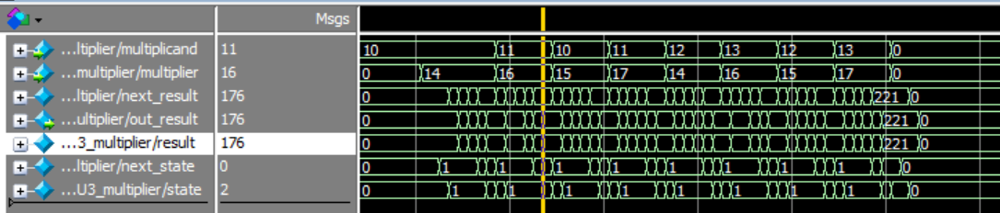 Msgs
...ltiplier/multiplicand 11 10 11 10 11 12 13 12 13 0
...multiplier/multiplier 16 0 14 16 15 17 14 16 15 17 0
...ltiplier/next_result 176 0 221 0
...ultiplier/out_result 176 0 221 0
...3_multiplier/result 176 0 221 0
...ltiplier/next_state 0 0 1 1 1 1 1 1 1 1 0
...U3_multiplier/state 2 0 1 1 1 1 1 1 1 1 0